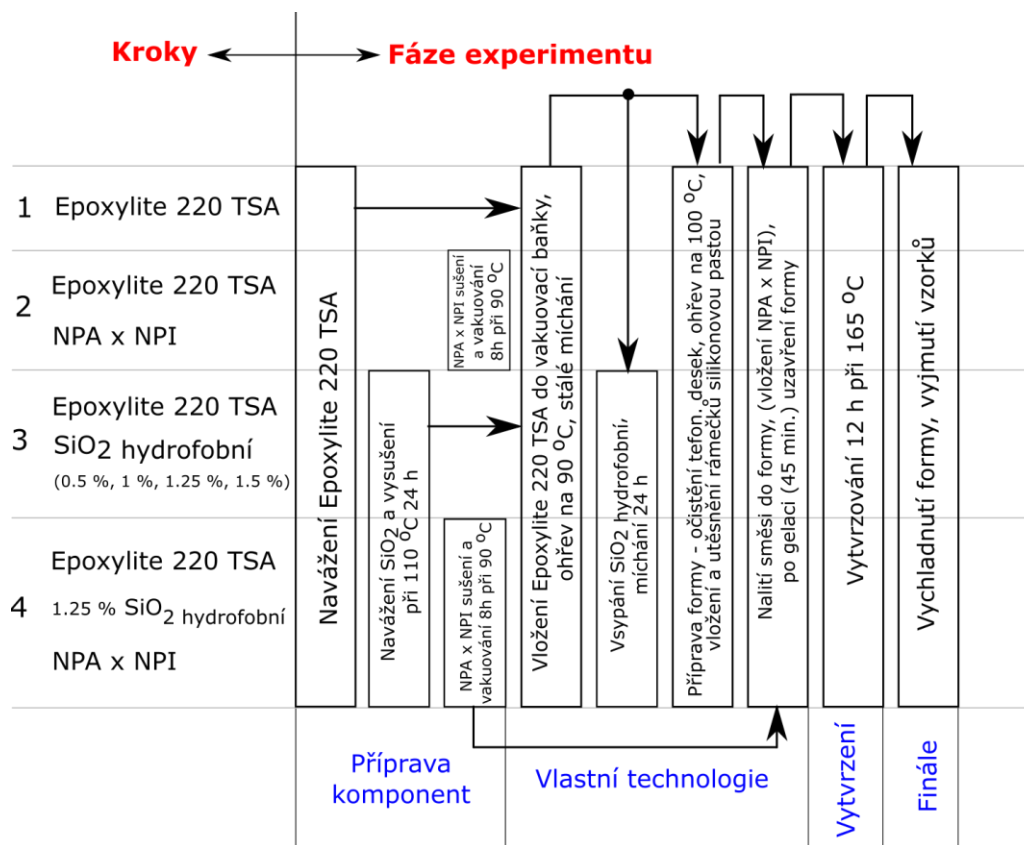 Kroky
Fáze experimentu
1 Epoxylite 220 TSA
2 Epoxylite 220 TSA
NPA x NPI
3 Epoxylite 220 TSA
SiO2 hydrofobní
(0.5 %, 1 %, 1.25 %, 1.5 %)
4 Epoxylite 220 TSA
1.25 % SiO2 hydrofobní
NPA x NPI
Navážení Epoxylite 220 TSA
Navážení SiO2 a vysušení
při 110 °C 24 h
NPA x NPI sušení
a vakuování
8h při 90 °C
NPA x NPI sušení a
vakuování 8h při 90 °C
Vložení Epoxylite 220 TSA do vakuovací baňky,
ohřev na 90 °C, stálé míchání
Vsypání SiO2 hydrofobní,
míchání 24 h
Příprava formy - očistění tefon. desek, ohřev na 100 °C,
vložení a utěsnění rámečků silikonovou pastou
Nalití směsi do formy, (vložení NPA x NPI),
po gelaci (45 min.) uzavření formy
Vytvrzování 12 h při 165 °C
Vychladnutí formy, vyjmutí vzorků
Příprava
komponent
Vlastní technologie
Vytvrzení
Finále